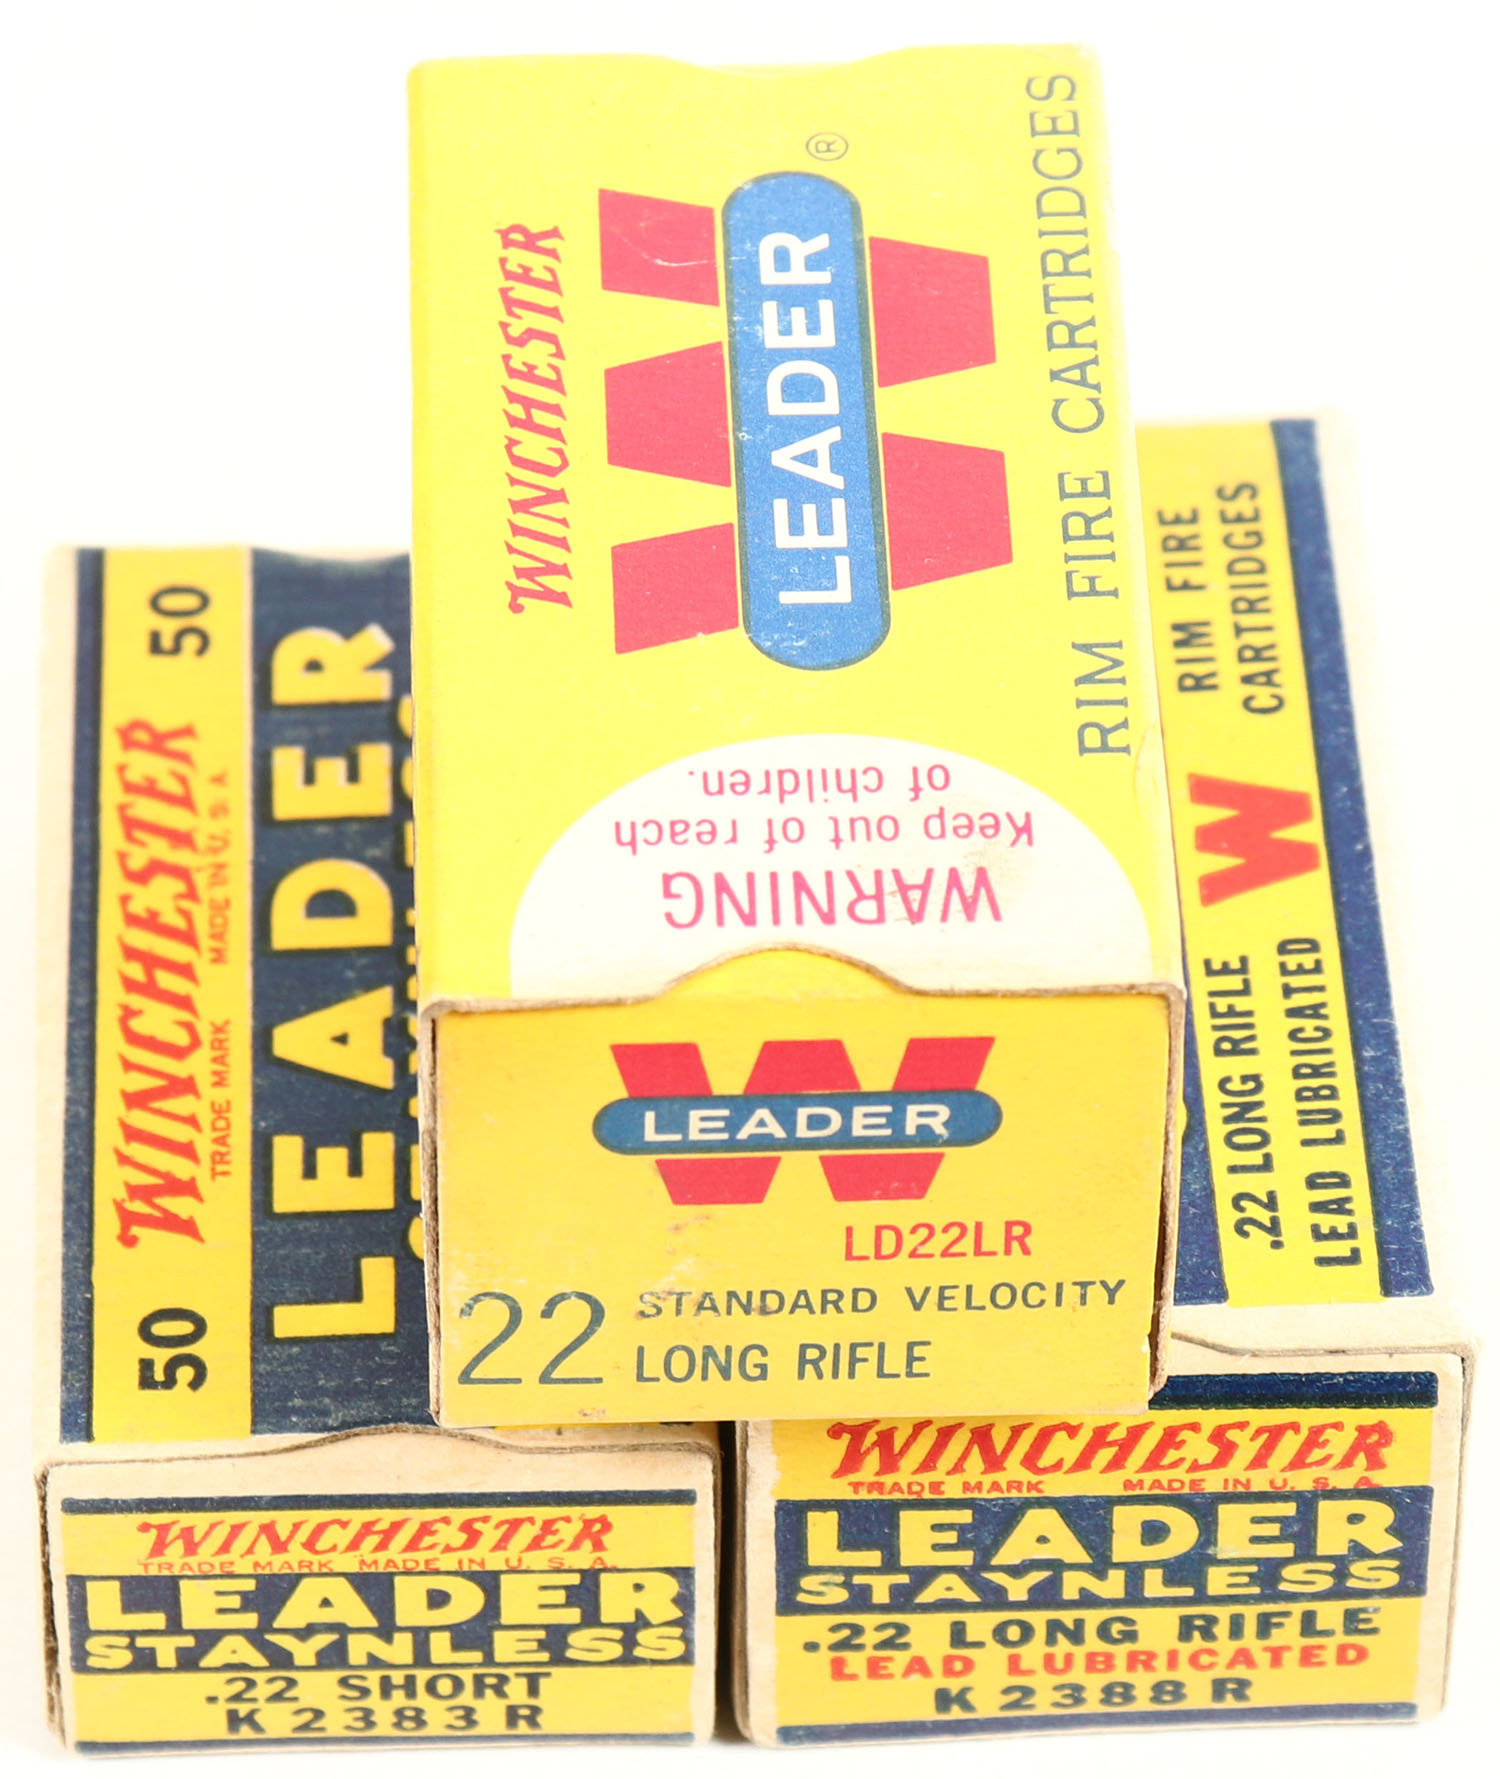 WINCHESTER
LEADER
®
RIM FIRE CARTRIDGES
WARNING
Keep out of reach
of children.
LEADER
LD22LR
22 STANDARD VELOCITY
LONG RIFLE
50 WINCHESTER 50
TRADE MARK MADE IN U.S.A
LEADER
WINCHESTER
TRADE MARK MADE IN U. S. A.
LEADER
STAYNLESS
.22 SHORT
K2383R
.22 LONG RIFLE
LEAD LUBRICATED
W
RIM FIRE
CARTRIDGES
WINCHESTER
TRADE MARK MADE IN U. S. A.
LEADER
STAYNLESS
.22 LONG RIFLE
LEAD LUBRICATED
K2388R